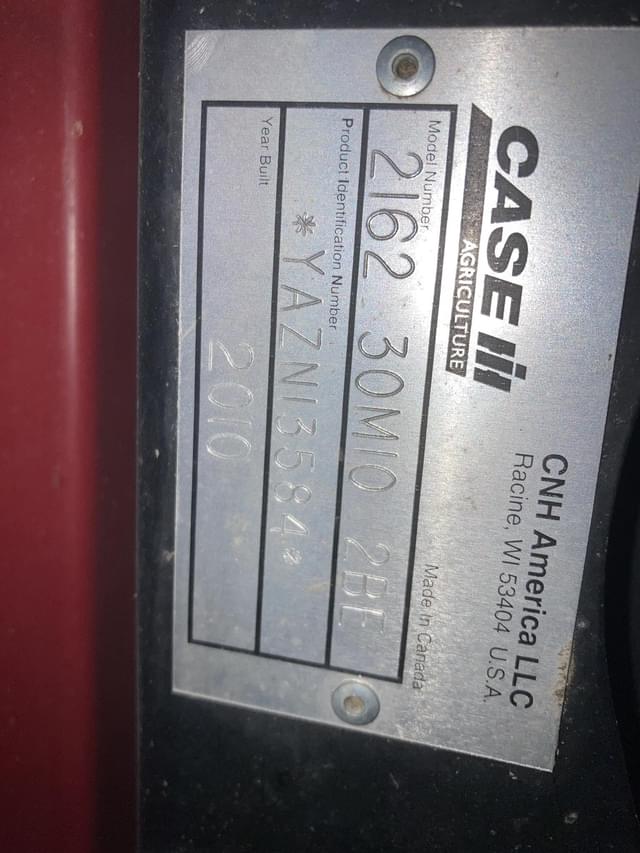 CASE IH
AGRICULTURE
CNH America LLC
Racine, WI 53404 U.S.A.
Model Number
Made in Canada
2162 30M10 2BE
Product Identification Number
*YAZN13584*
Year Built
2010